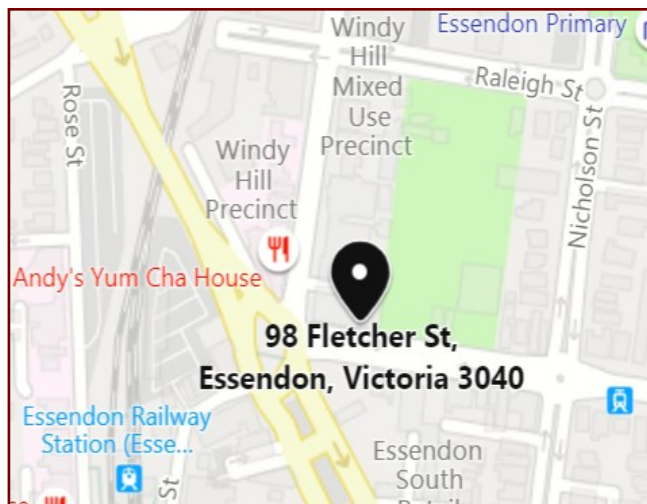 Windy
Hill
Mixed
Use
Precinct
Essendon Primary
Raleigh St
Rose St
Nicholson St
Windy
Hill
Precinct
Andy's Yum Cha House
98 Fletcher St,
Essendon, Victoria 3040
Essendon Railway
Station (Esse...
St
Essendon
South